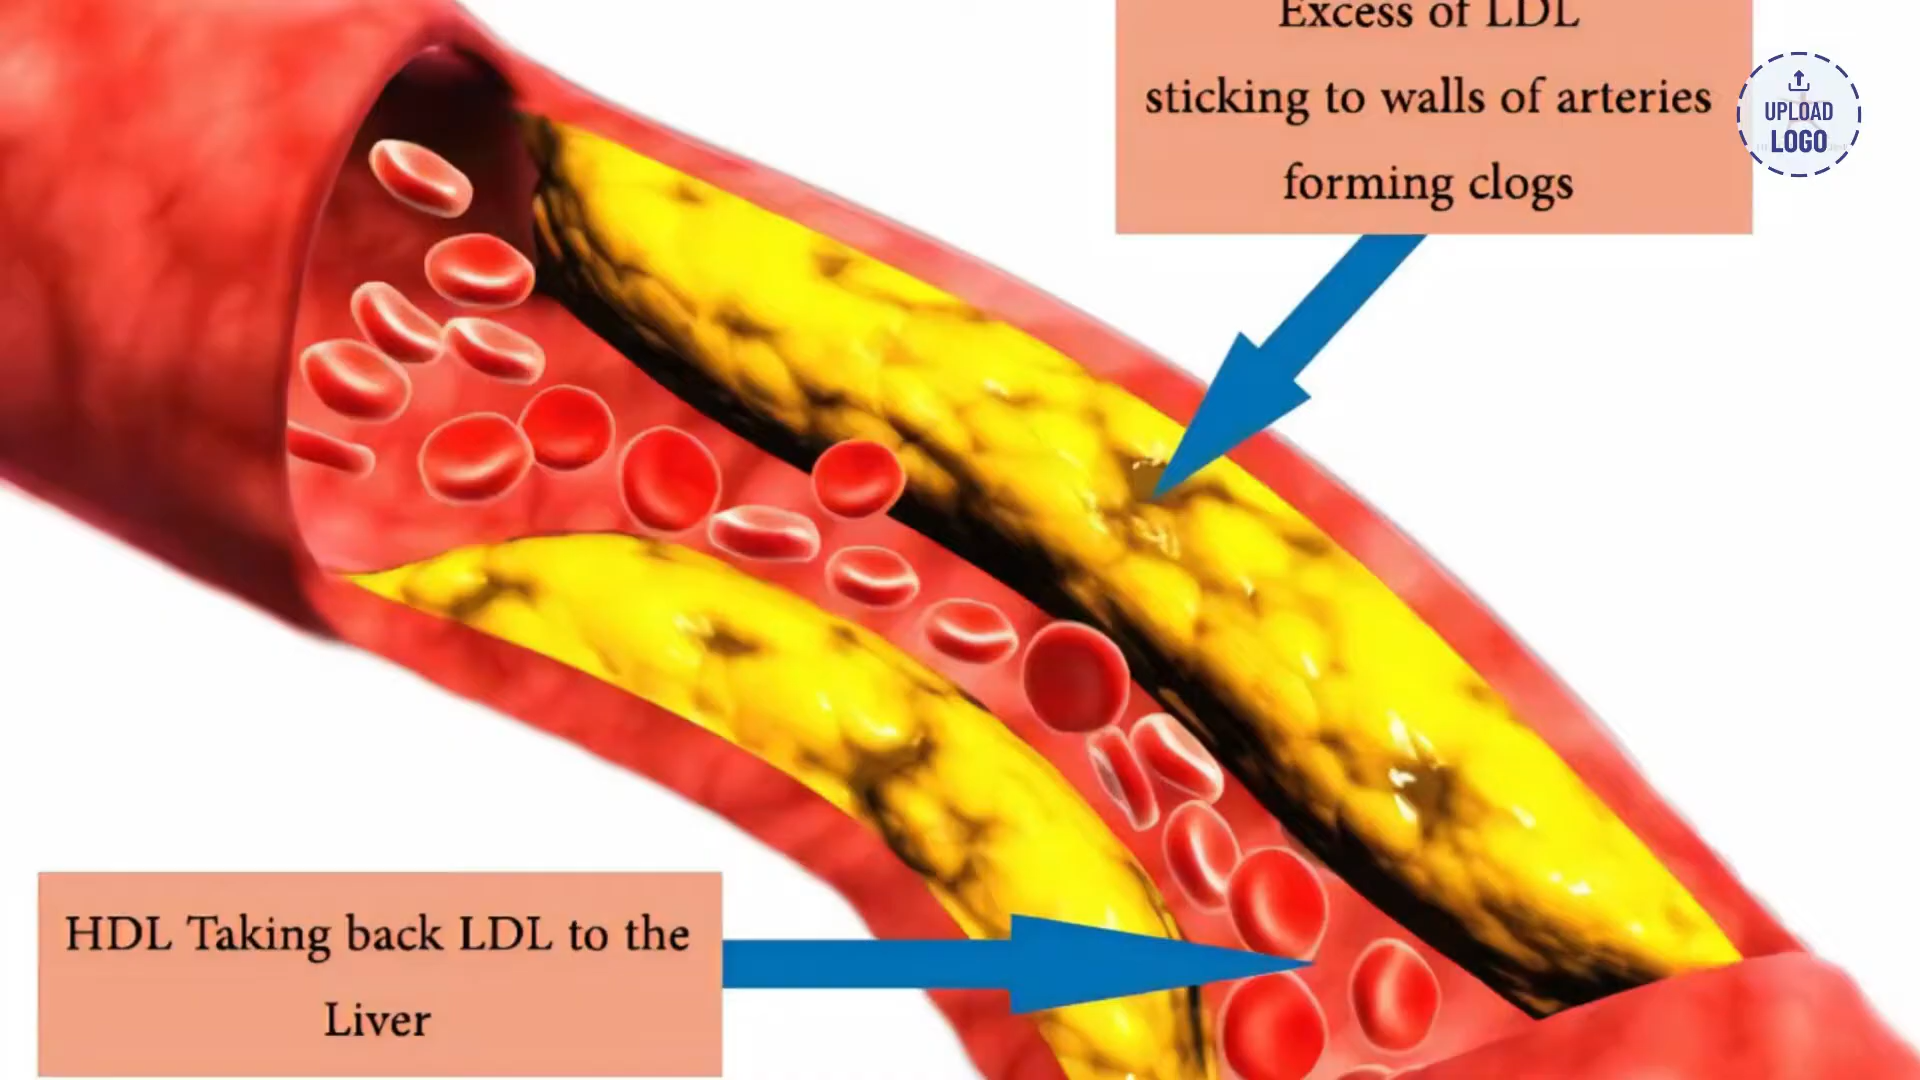 Excess of LDL
sticking to walls of arteries
forming clogs
UPLOAD
LOGO
HDL Taking back LDL to the
Liver